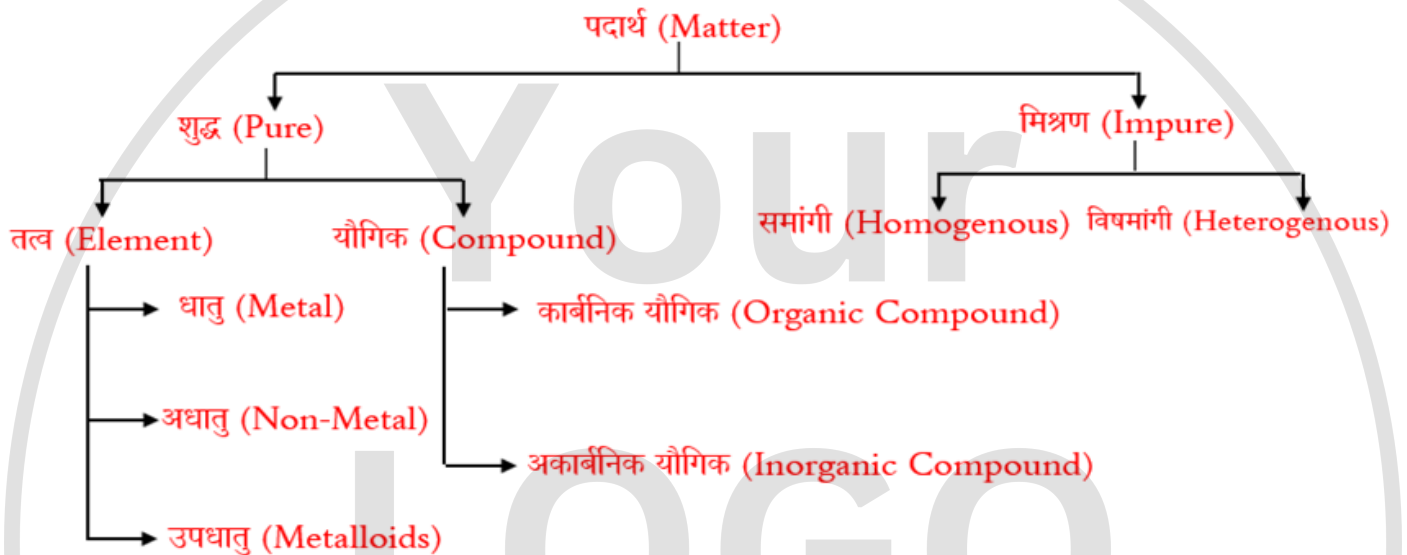 पदार्थ (Matter)
शुद्ध (Pure)
मिश्रण (Impure)
तत्व (Element)
यौगिक (Compound)
समांगी (Homogenous)
विषमांगी (Heterogenous)
धातु (Metal)
कार्बनिक यौगिक (Organic Compound)
अधातु (Non-Metal)
अकार्बनिक यौगिक (Inorganic Compound)
उपधातु (Metalloids)
Your
LOGO